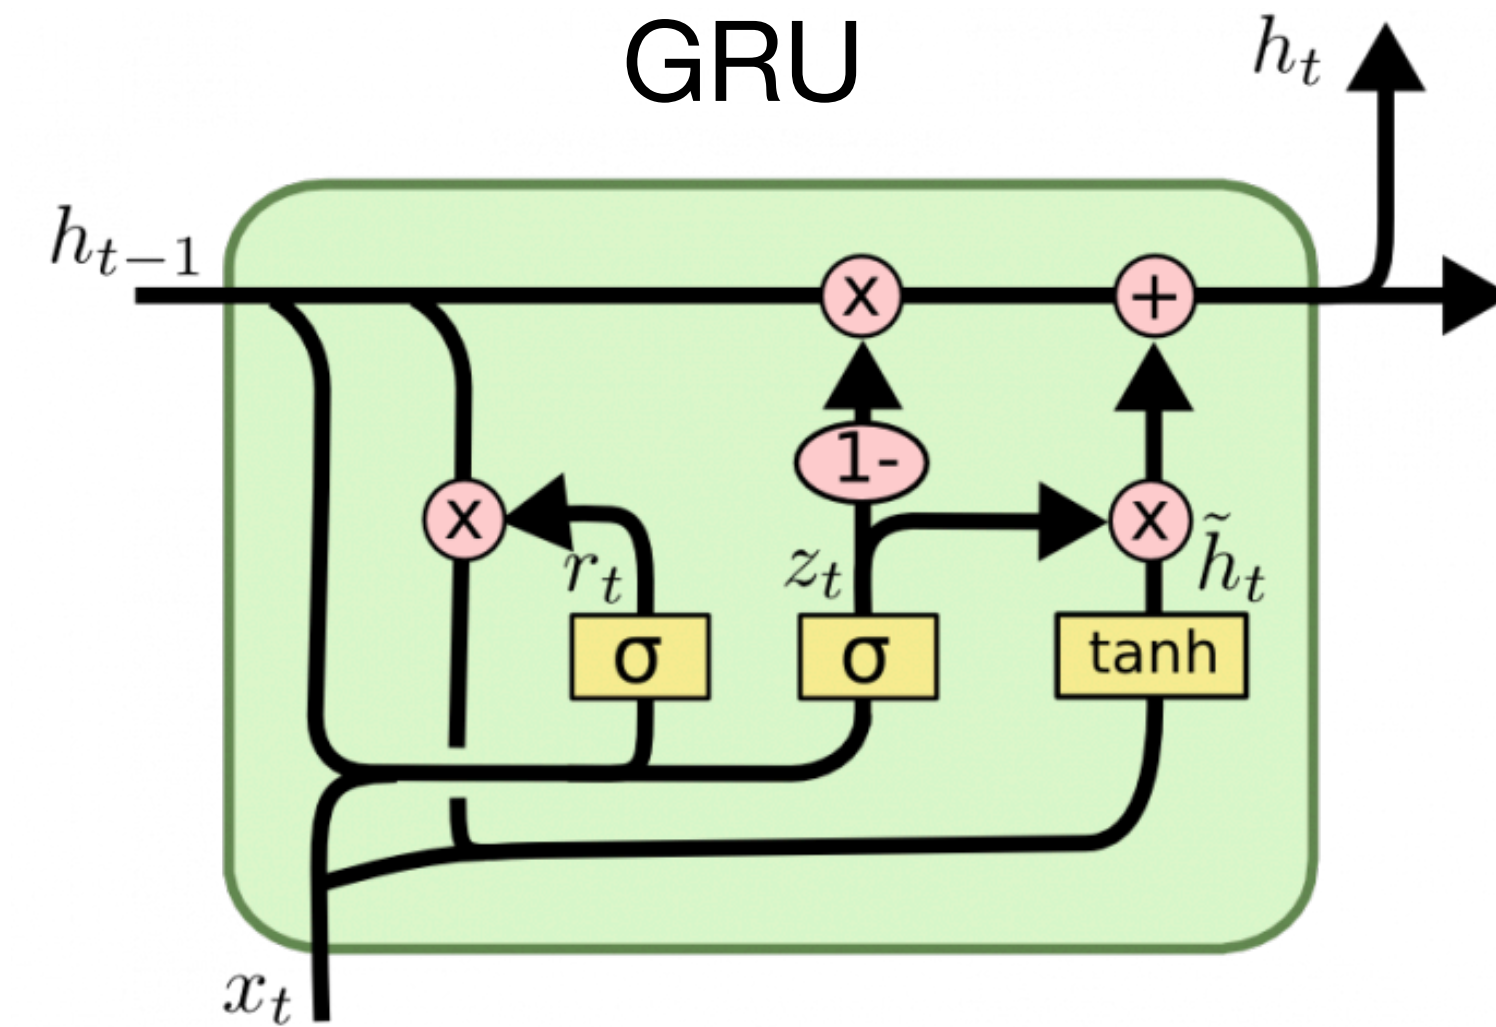 GRU
h_t
h_{t-1}
x
+
1-
x
x
r_t
z_t
h̃_t
σ
σ
tanh
x_t